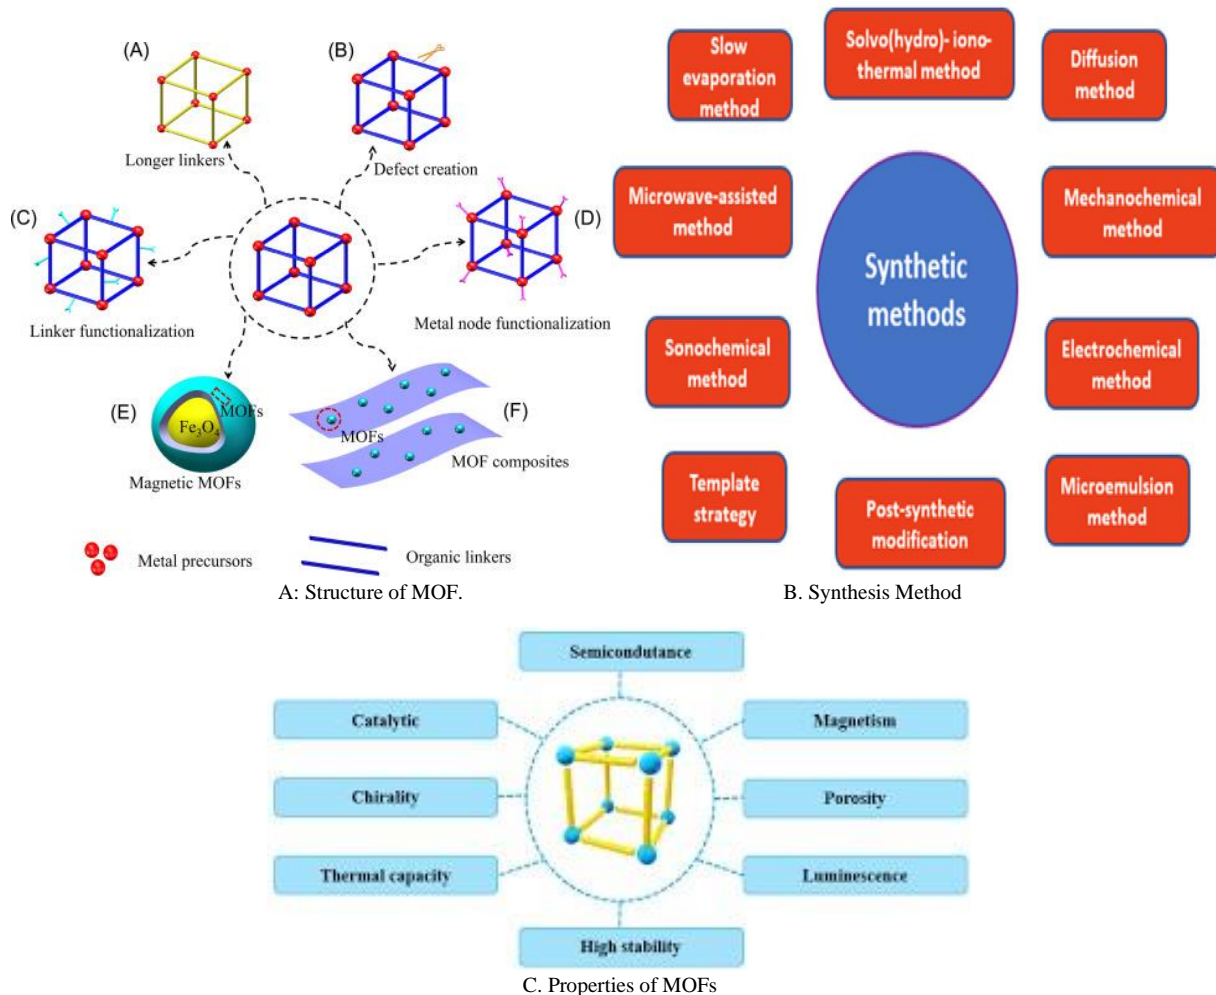 (A)
Longer linkers
(B)
Defect creation
(C)
Linker functionalization
(D)
Metal node functionalization
(E)
MOFs
Fe₃O₄
Magnetic MOFs
(F)
MOFs
MOF composites
Metal precursors
Organic linkers
A: Structure of MOF.
Slow
evaporation
method
Solvo(hydro)- iono-
thermal method
Diffusion
method
Microwave-assisted
method
Mechanochemical
method
Synthetic
methods
Sonochemical
method
Electrochemical
method
Template
strategy
Post-synthetic
modification
Microemulsion
method
B. Synthesis Method
Semicondutance
Catalytic
Magnetism
Chirality
Porosity
Thermal capacity
Luminescence
High stability
C. Properties of MOFs